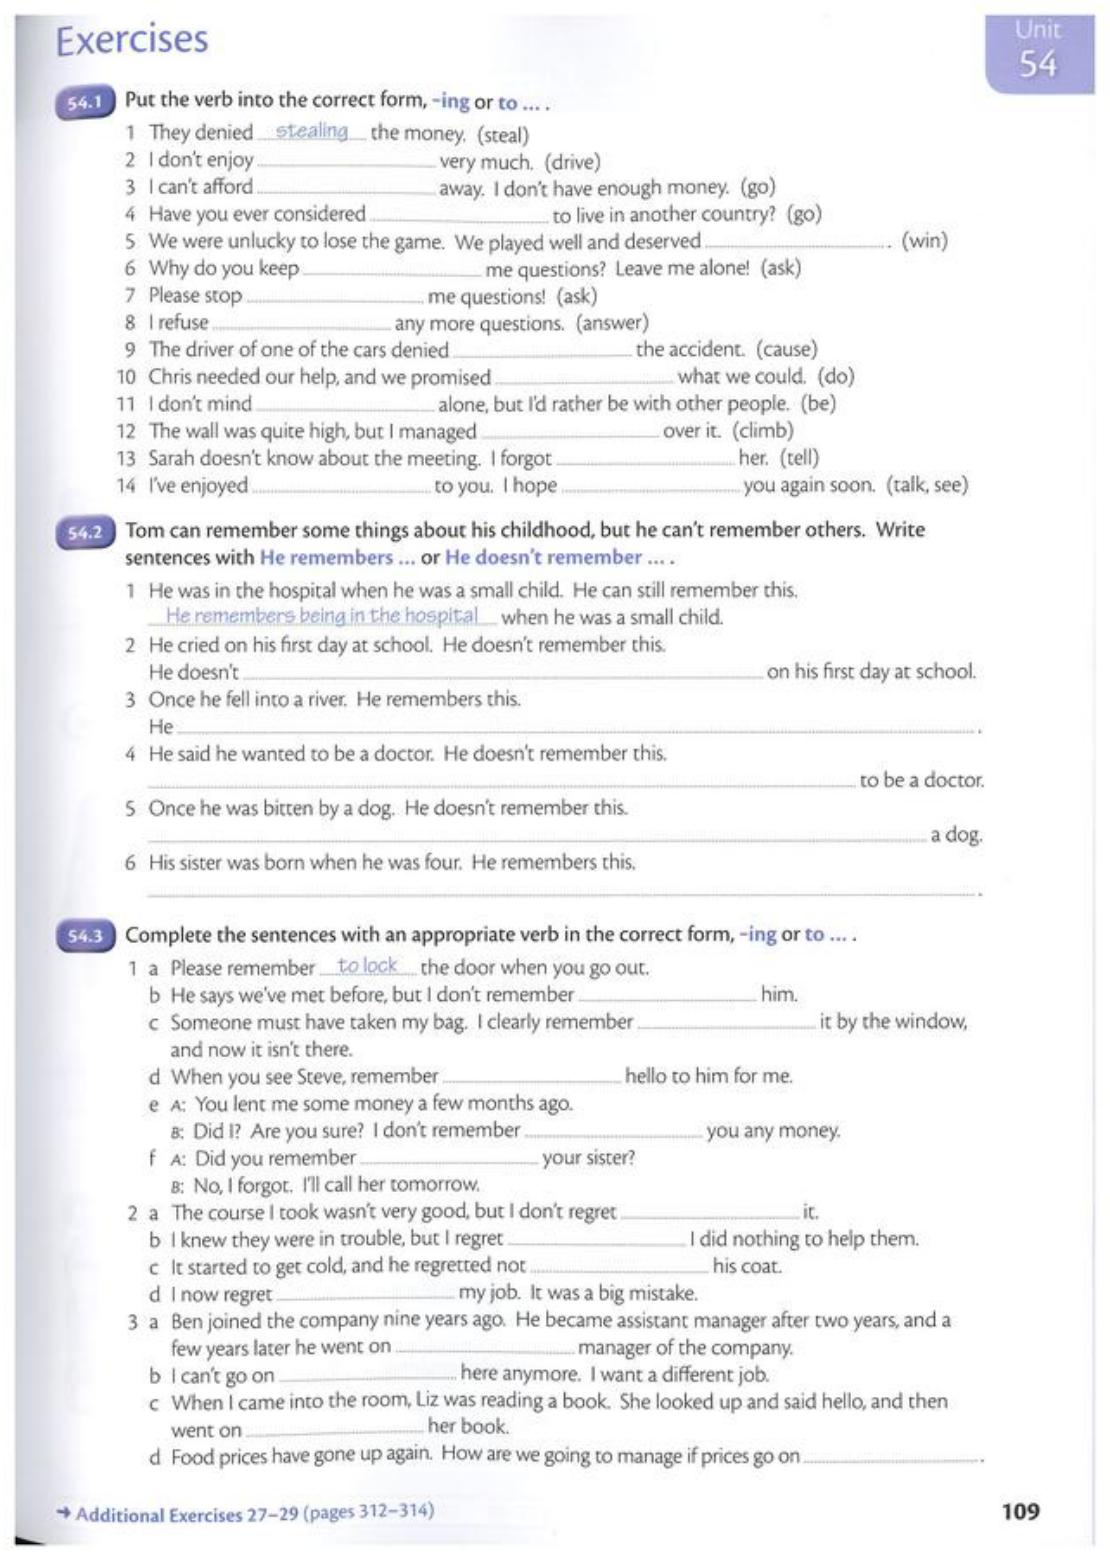 Exercises
Unit
54
54.1 Put the verb into the correct form, -ing or to ... .
1 They denied stealing the money. (steal)
2 I don't enjoy very much. (drive)
3 I can't afford away. I don't have enough money. (go)
4 Have you ever considered to live in another country? (go)
5 We were unlucky to lose the game. We played well and deserved . (win)
6 Why do you keep me questions? Leave me alone! (ask)
7 Please stop me questions! (ask)
8 I refuse any more questions. (answer)
9 The driver of one of the cars denied the accident. (cause)
10 Chris needed our help, and we promised what we could. (do)
11 I don't mind alone, but I'd rather be with other people. (be)
12 The wall was quite high, but I managed over it. (climb)
13 Sarah doesn't know about the meeting. I forgot her. (tell)
14 I've enjoyed to you. I hope you again soon. (talk, see)
54.2 Tom can remember some things about his childhood, but he can't remember others. Write
sentences with He remembers ... or He doesn't remember ... .
1 He was in the hospital when he was a small child. He can still remember this.
He remembers being in the hospital when he was a small child.
2 He cried on his first day at school. He doesn't remember this.
He doesn't on his first day at school.
3 Once he fell into a river. He remembers this.
He .
4 He said he wanted to be a doctor. He doesn't remember this.
to be a doctor.
5 Once he was bitten by a dog. He doesn't remember this.
a dog.
6 His sister was born when he was four. He remembers this.
.
54.3 Complete the sentences with an appropriate verb in the correct form, -ing or to ... .
1 a Please remember to lock the door when you go out.
b He says we've met before, but I don't remember him.
c Someone must have taken my bag. I clearly remember it by the window,
and now it isn't there.
d When you see Steve, remember hello to him for me.
e A: You lent me some money a few months ago.
B: Did I? Are you sure? I don't remember you any money.
f A: Did you remember your sister?
B: No, I forgot. I'll call her tomorrow.
2 a The course I took wasn't very good, but I don't regret it.
b I knew they were in trouble, but I regret I did nothing to help them.
c It started to get cold, and he regretted not his coat.
d I now regret my job. It was a big mistake.
3 a Ben joined the company nine years ago. He became assistant manager after two years, and a
few years later he went on manager of the company.
b I can't go on here anymore. I want a different job.
c When I came into the room, Liz was reading a book. She looked up and said hello, and then
went on her book.
d Food prices have gone up again. How are we going to manage if prices go on .
→ Additional Exercises 27–29 (pages 312–314)
109